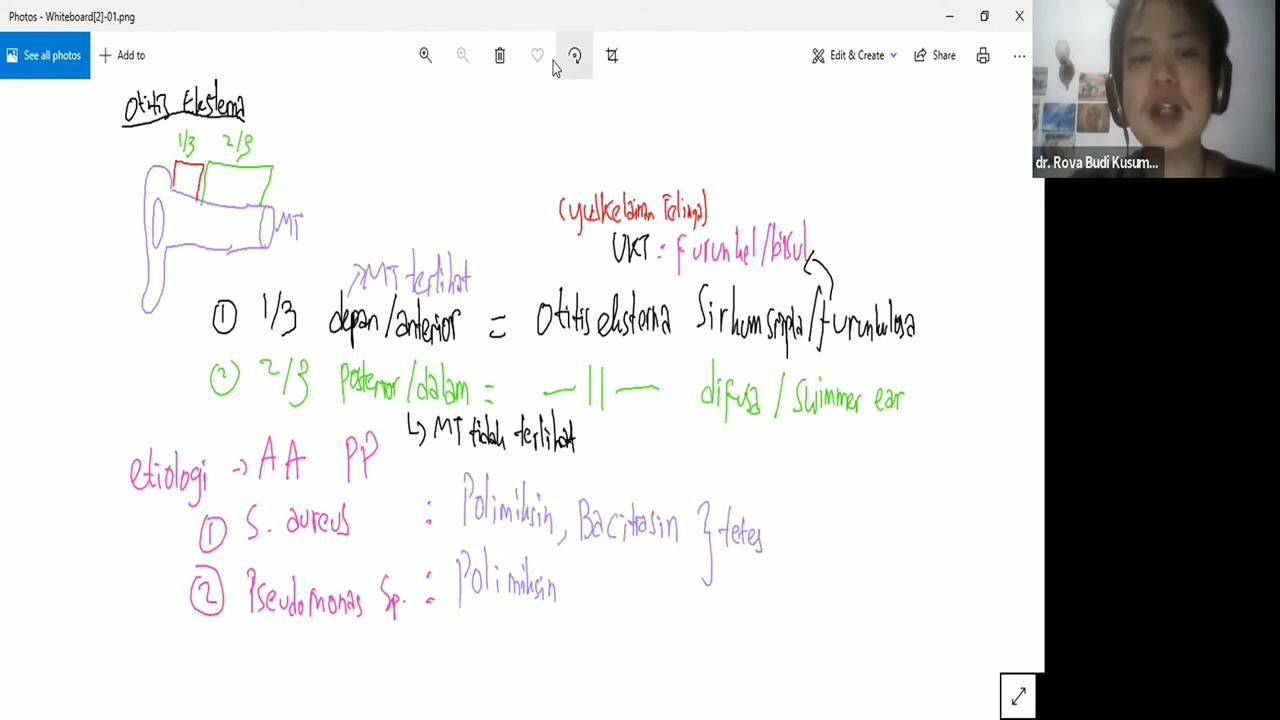 Photos - Whiteboard[2]-01.png
See all photos
Add to
Edit & Create
Share
dr. Rova Budi Kusum...
Otitis Eksterna
1/3 2/3
MT
(yud kelainan Telinga)
UKT : furunkel/bisul
MT terlihat
① 1/3 depan/anterior = Otitis eksterna Sirkumsripta/furunkulosa
② 2/3 posterior/dalam = —||— difusa/swimmer ear
↳ MT tidak terlihat
etiologi → AA PP
① S. aureus : Polimiksin, Bacitrasin } tetes
② Pseudomonas Sp. : Polimiksin